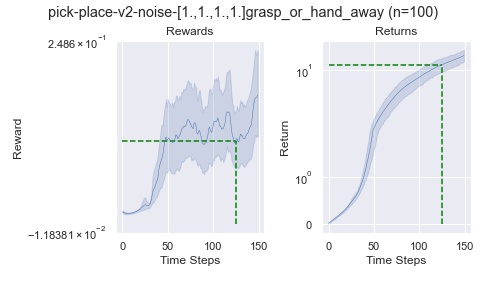 pick-place-v2-noise-[1.,1.,1.,1.]grasp_or_hand_away (n=100)
Rewards
Returns
2.486 × 10⁻¹
−1.18381 × 10⁻²
Reward
0 50 100 150
Time Steps
10¹
10⁰
0
Return
0 50 100 150
Time Steps